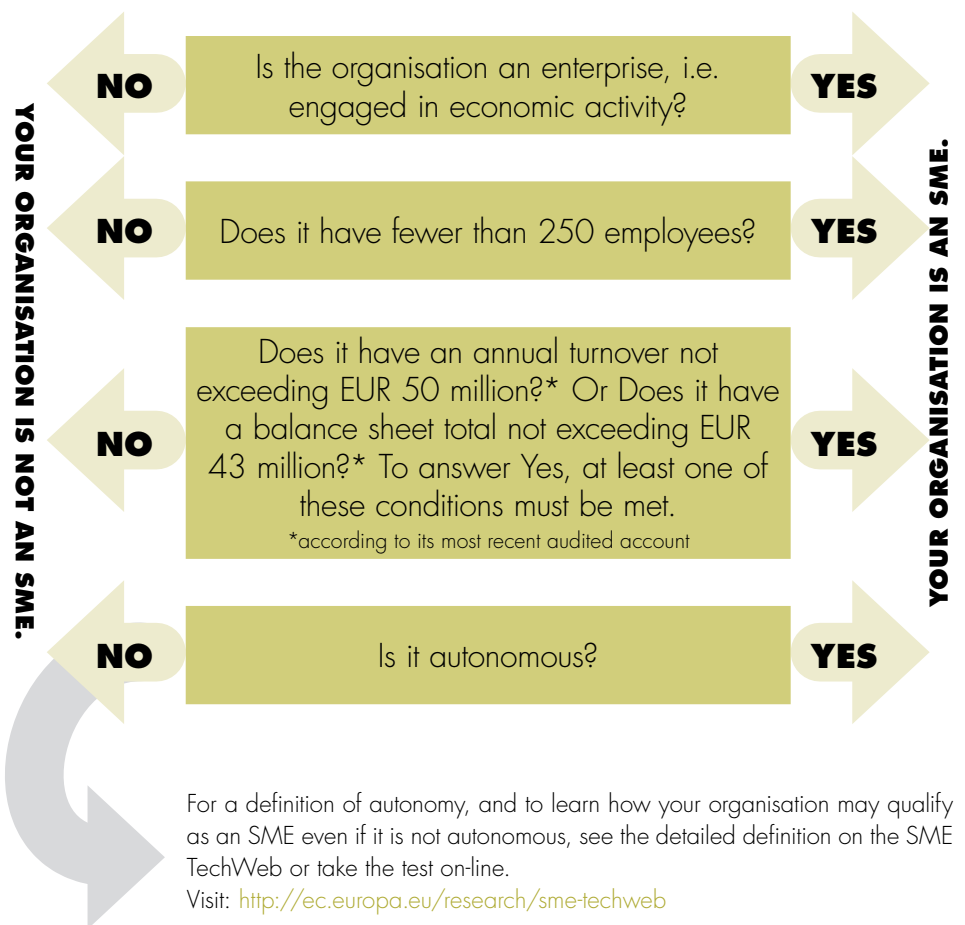 NO
Is the organisation an enterprise, i.e.
engaged in economic activity?
YES
NO
Does it have fewer than 250 employees?
YES
NO
Does it have an annual turnover not
exceeding EUR 50 million?* Or Does it have
a balance sheet total not exceeding EUR
43 million?* To answer Yes, at least one of
these conditions must be met.
*according to its most recent audited account
YES
NO
Is it autonomous?
YES
YOUR ORGANISATION IS NOT AN SME.
YOUR ORGANISATION IS AN SME.
For a definition of autonomy, and to learn how your organisation may qualify
as an SME even if it is not autonomous, see the detailed definition on the SME
TechWeb or take the test on-line.
Visit: http://ec.europa.eu/research/sme-techweb